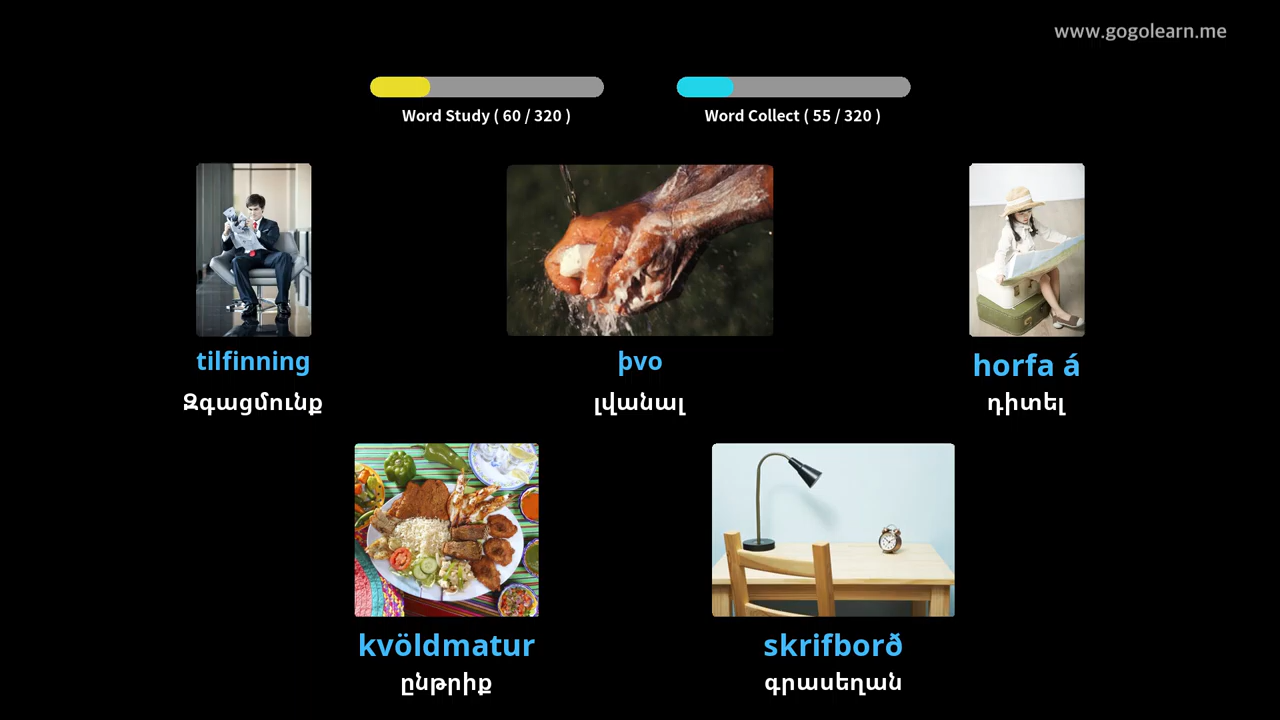 www.gogolearn.me
Word Study ( 60 / 320 )
Word Collect ( 55 / 320 )
tilfinning
Զգացմունք
þvo
լվանալ
horfa á
դիտել
kvöldmatur
ընթրիք
skrifborð
գրասեղան